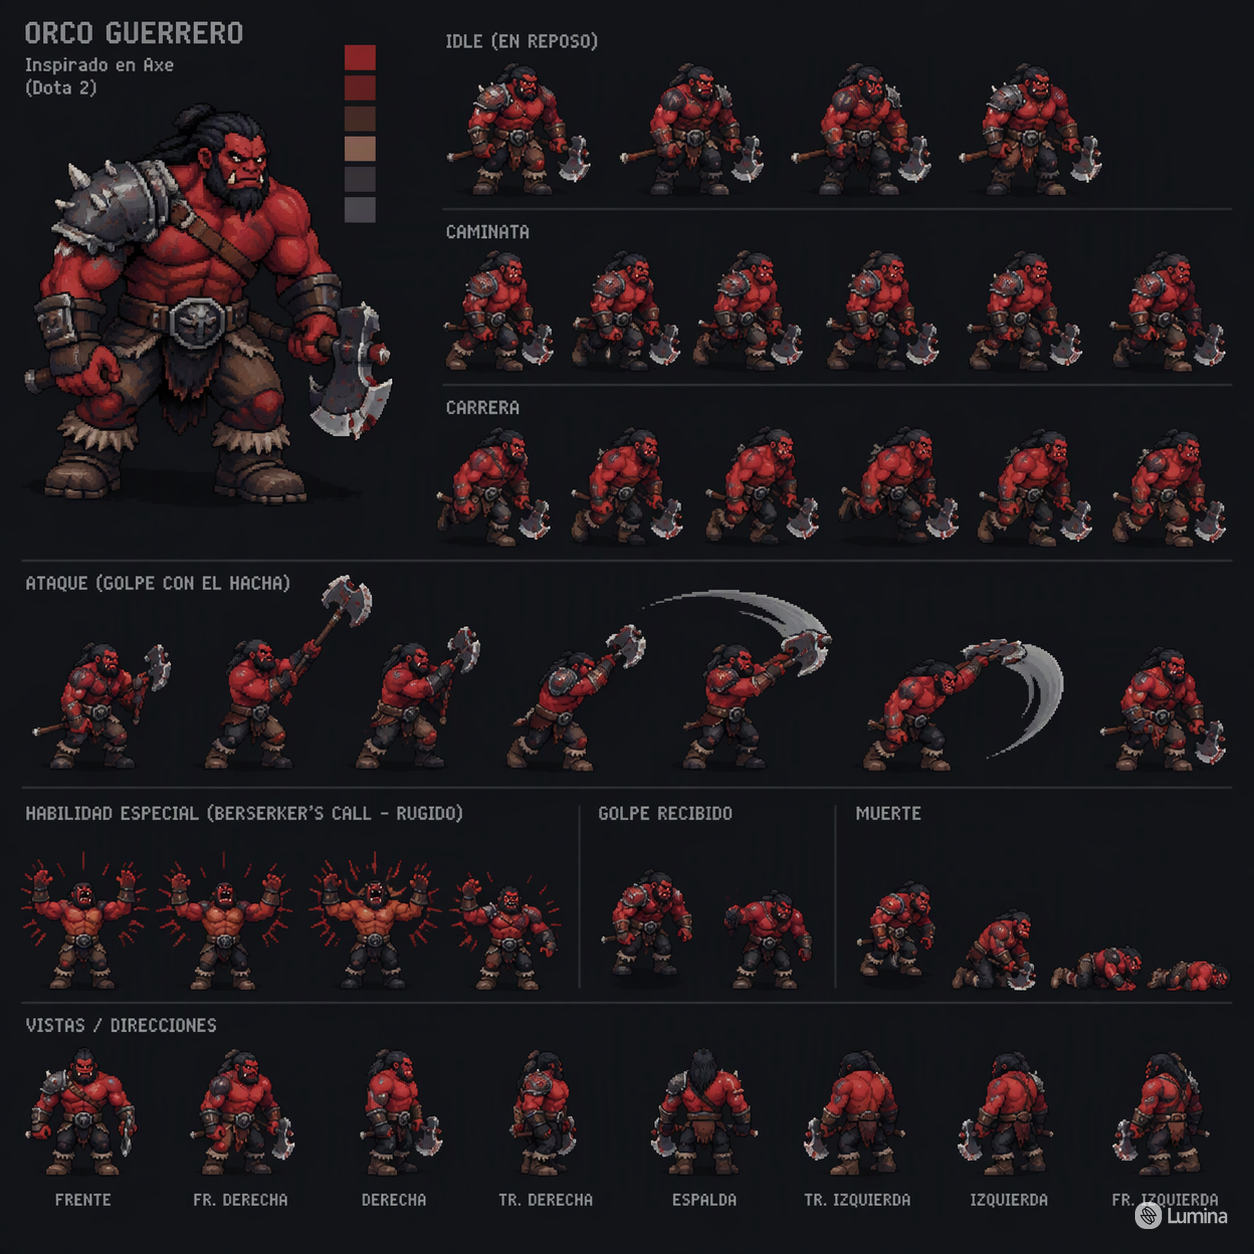 ORCO GUERRERO
Inspirado en Axe
(Dota 2)
IDLE (EN REPOSO)
CAMINATA
CARRERA
ATAQUE (GOLPE CON EL HACHA)
HABILIDAD ESPECIAL (BERSERKER'S CALL - RUGIDO)
GOLPE RECIBIDO
MUERTE
VISTAS / DIRECCIONES
FRENTE
FR. DERECHA
DERECHA
TR. DERECHA
ESPALDA
TR. IZQUIERDA
IZQUIERDA
FR. IZQUIERDA
Lumina